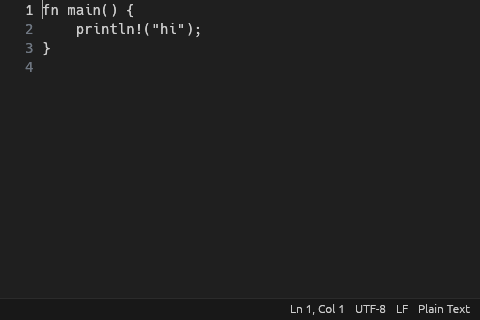 1 fn main() {
2     println!("hi");
3 }
4
Ln 1, Col 1 UTF-8 LF Plain Text